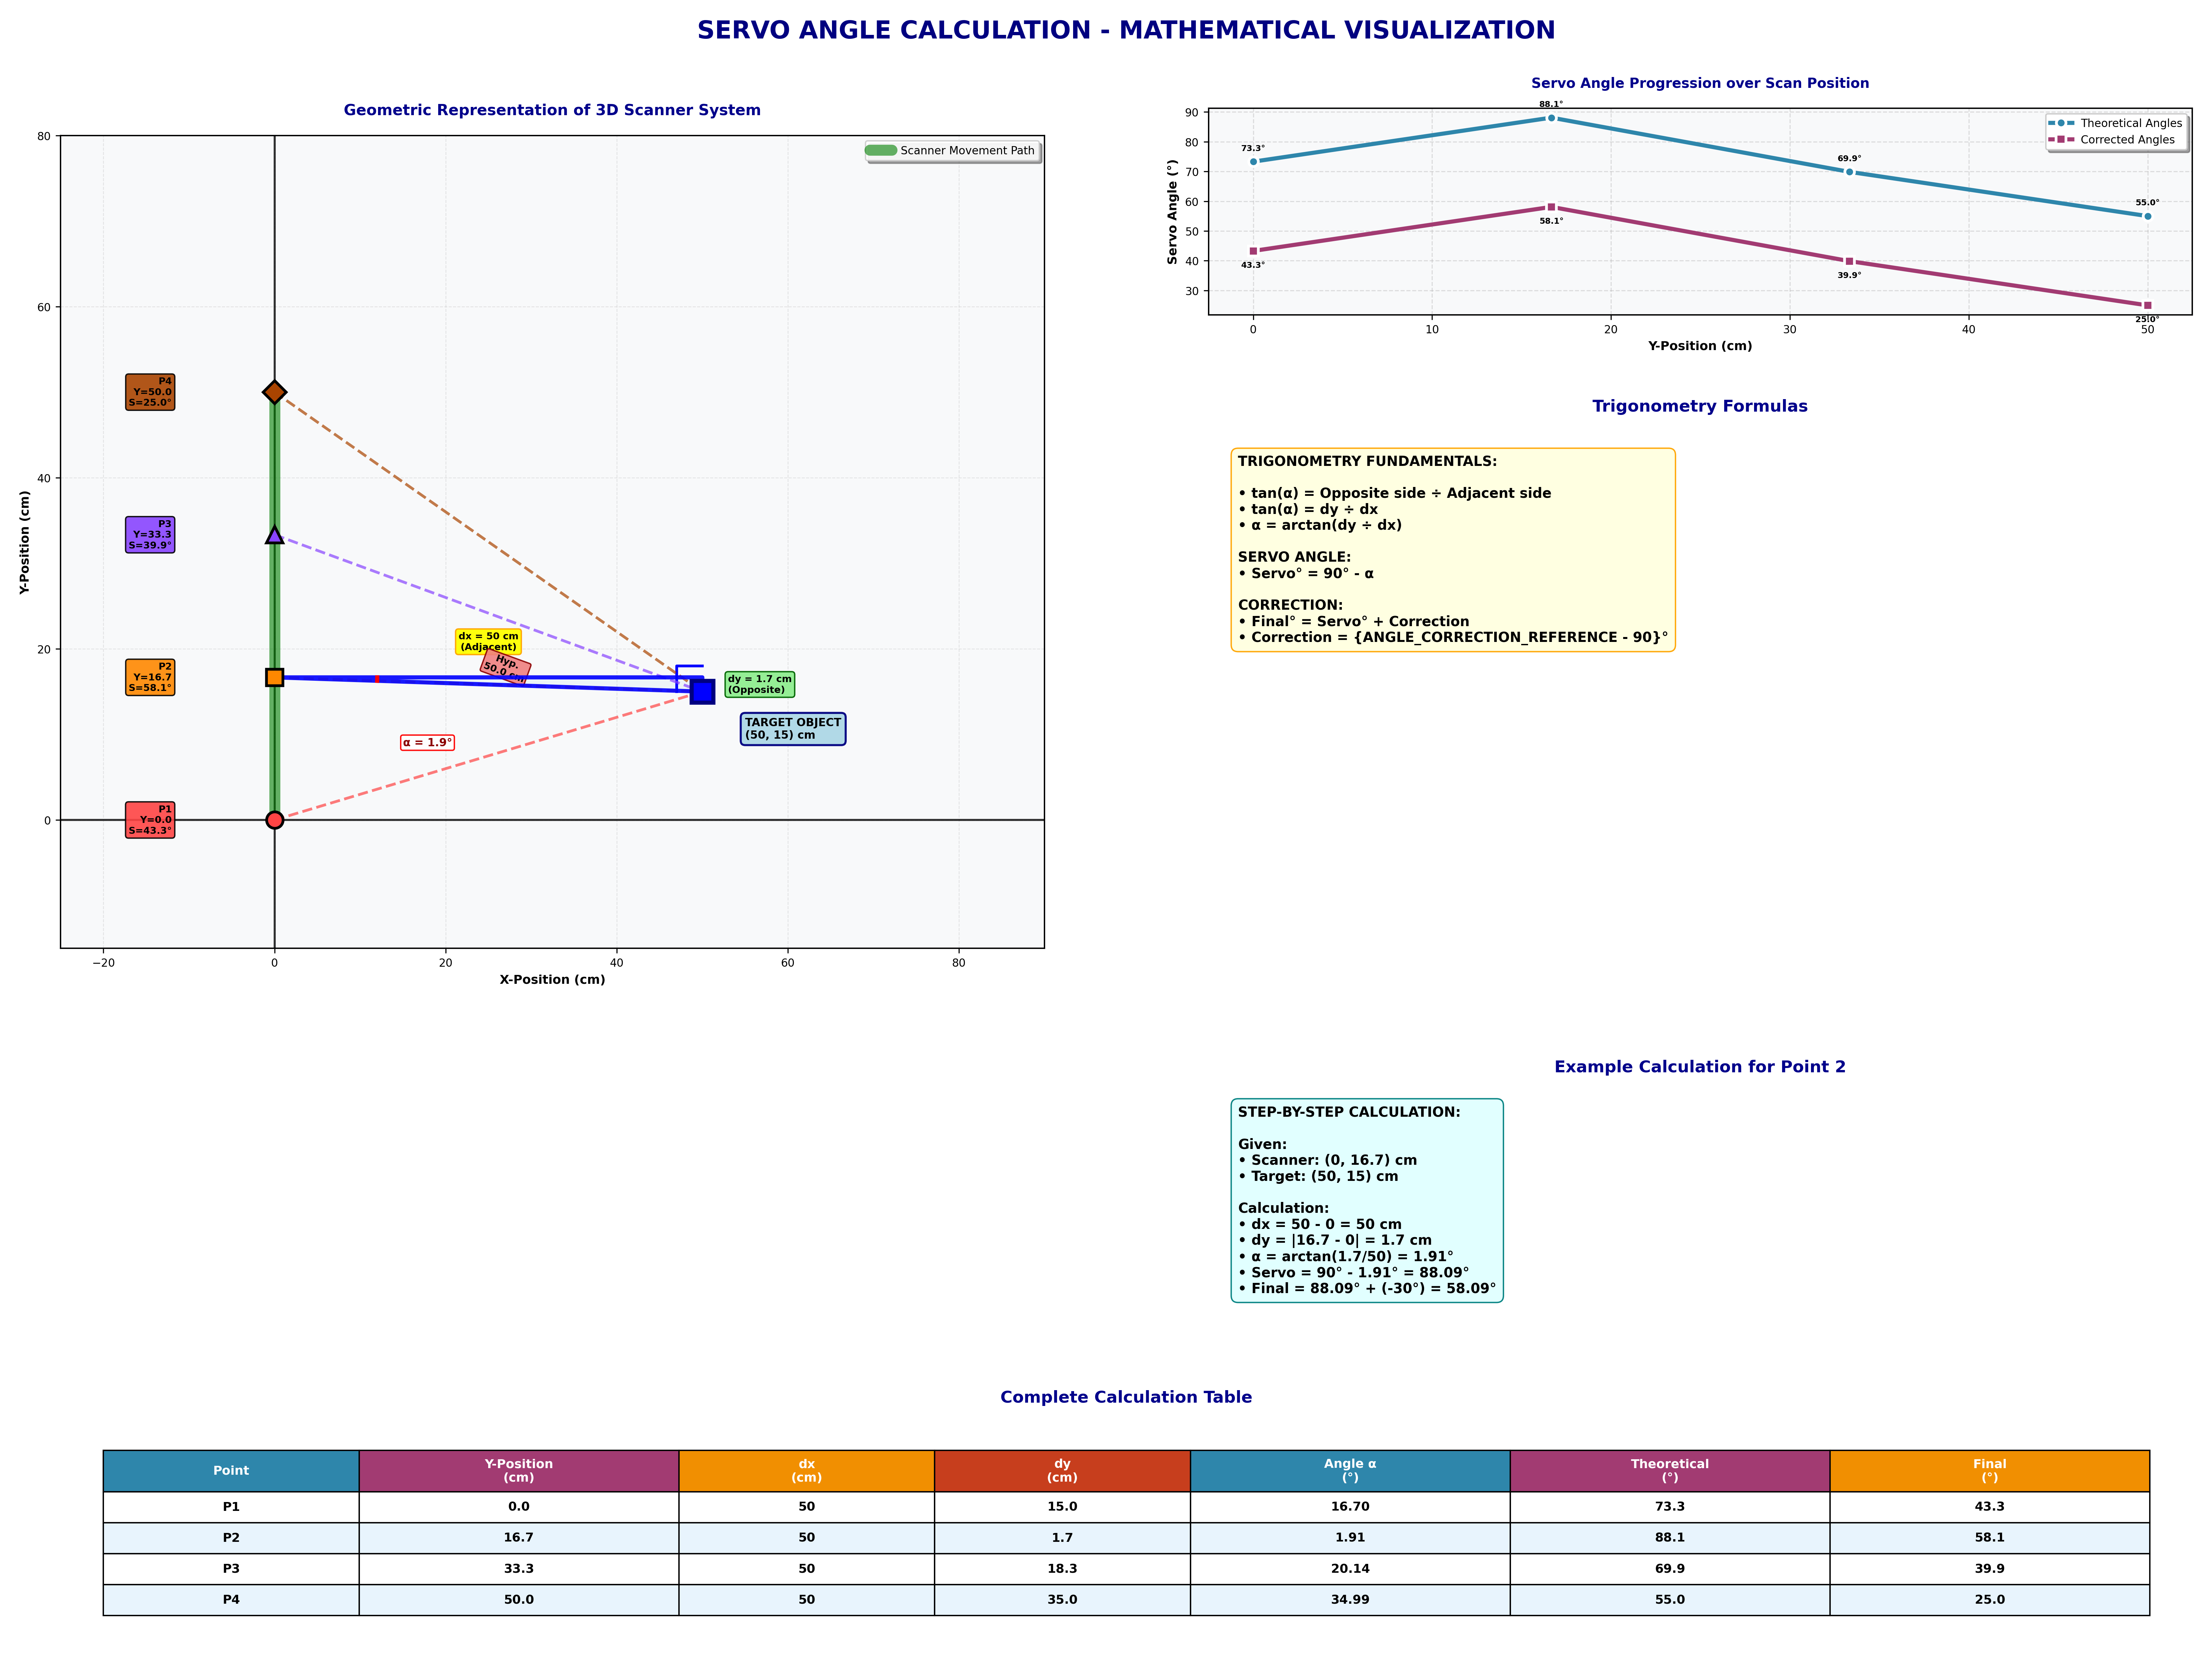 SERVO ANGLE CALCULATION - MATHEMATICAL VISUALIZATION
Geometric Representation of 3D Scanner System
80
60
40
20
0
Y-Position (cm)
−20
0
20
40
60
80
X-Position (cm)
Scanner Movement Path
P4
Y=50.0
S=25.0°
P3
Y=33.3
S=39.9°
P2
Y=16.7
S=58.1°
P1
Y=0.0
S=43.3°
dx = 50 cm
(Adjacent)
Hyp.
50.0 cm
dy = 1.7 cm
(Opposite)
TARGET OBJECT
(50, 15) cm
α = 1.9°
Servo Angle Progression over Scan Position
90
80
70
60
50
40
30
Servo Angle (°)
0
10
20
30
40
50
Y-Position (cm)
Theoretical Angles
Corrected Angles
73.3°
88.1°
69.9°
55.0°
43.3°
58.1°
39.9°
25.0°
Trigonometry Formulas
TRIGONOMETRY FUNDAMENTALS:
• tan(α) = Opposite side ÷ Adjacent side
• tan(α) = dy ÷ dx
• α = arctan(dy ÷ dx)
SERVO ANGLE:
• Servo° = 90° - α
CORRECTION:
• Final° = Servo° + Correction
• Correction = {ANGLE_CORRECTION_REFERENCE - 90}°
Example Calculation for Point 2
STEP-BY-STEP CALCULATION:
Given:
• Scanner: (0, 16.7) cm
• Target: (50, 15) cm
Calculation:
• dx = 50 - 0 = 50 cm
• dy = |16.7 - 0| = 1.7 cm
• α = arctan(1.7/50) = 1.91°
• Servo = 90° - 1.91° = 88.09°
• Final = 88.09° + (-30°) = 58.09°
Complete Calculation Table
Point Y-Position (cm) dx (cm) dy (cm) Angle α (°) Theoretical (°) Final (°)
P1 0.0 50 15.0 16.70 73.3 43.3
P2 16.7 50 1.7 1.91 88.1 58.1
P3 33.3 50 18.3 20.14 69.9 39.9
P4 50.0 50 35.0 34.99 55.0 25.0